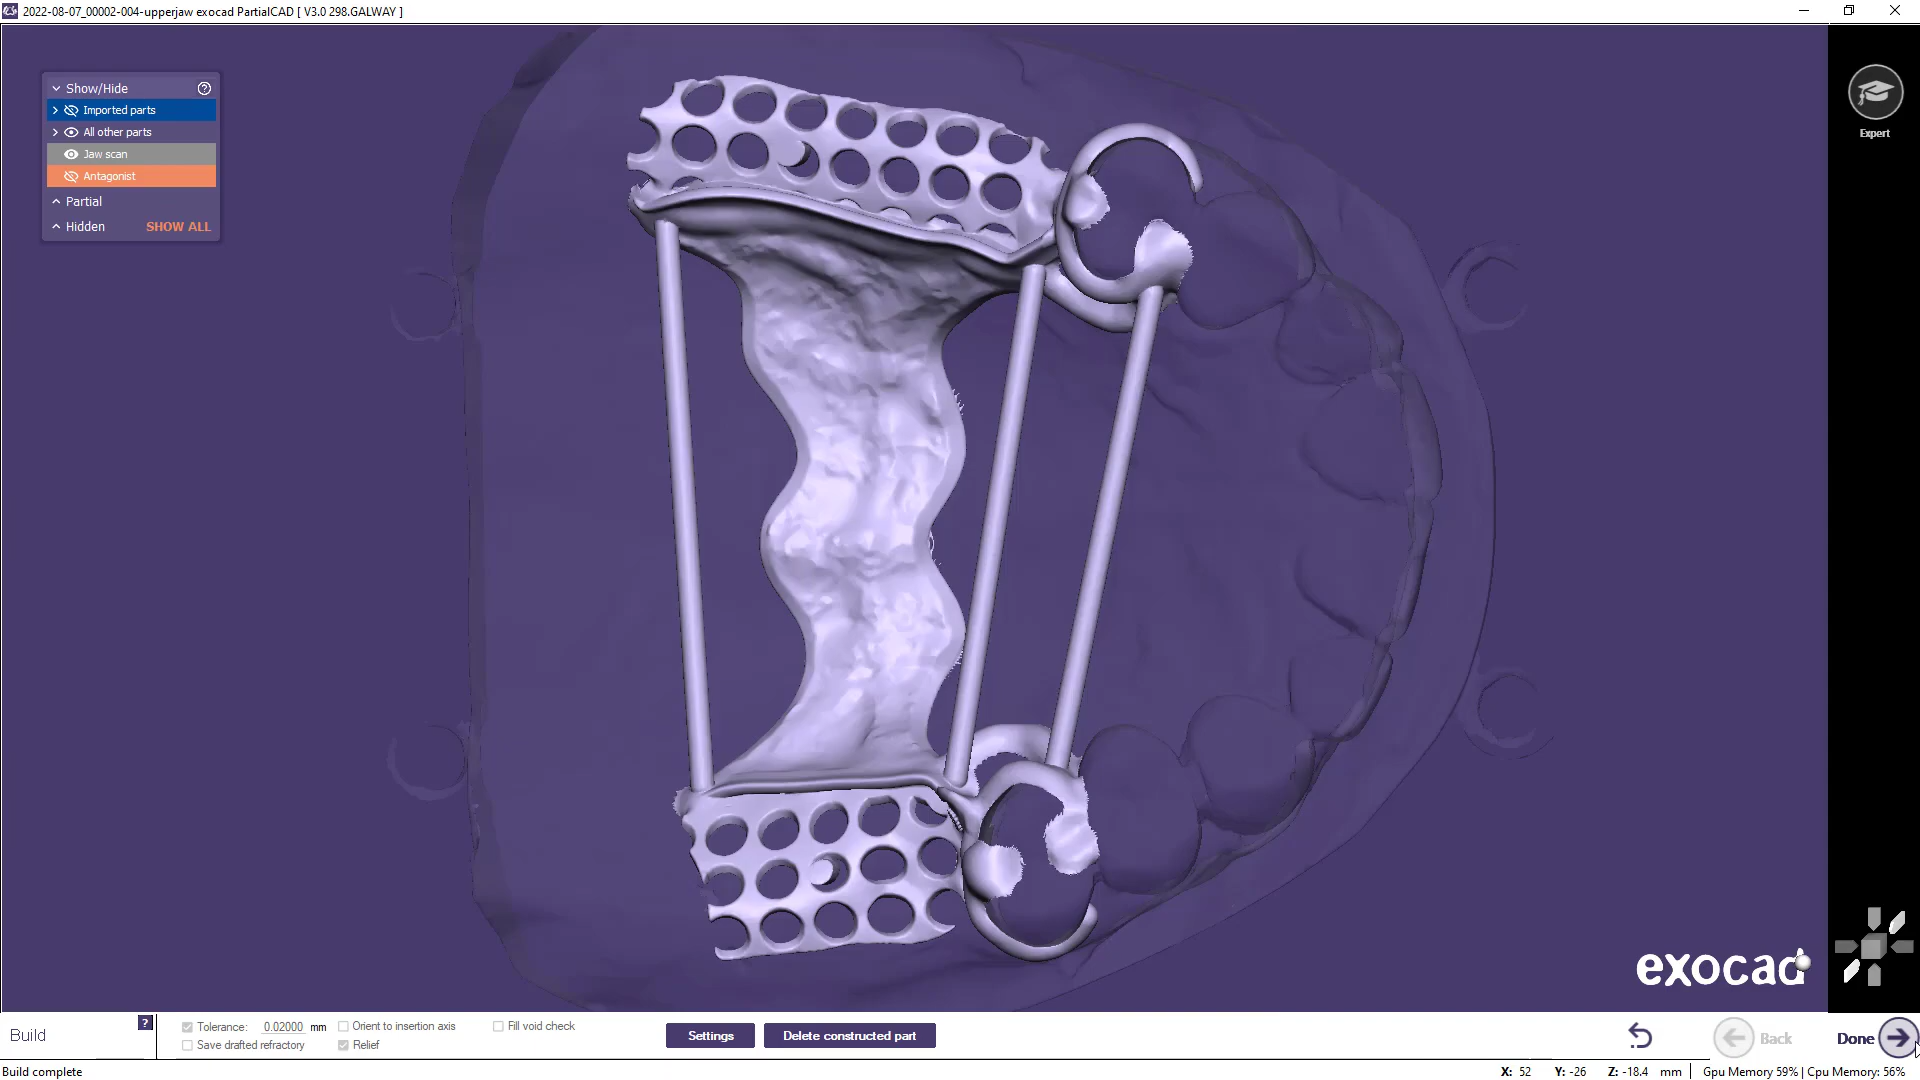 2022-08-07_00002-004-upperjaw exocad PartialCAD [ V3.0 298.GALWAY ]
Show/Hide
Imported parts
All other parts
Jaw scan
Antagonist
Partial
Hidden SHOW ALL
Expert
exocad
Build
?
Tolerance: 0.02000 mm
Orient to insertion axis
Fill void check
Save drafted refractory
Relief
Settings
Delete constructed part
Back
Done
Build complete
X: 52 Y: -26 Z: -18.4 mm
Gpu Memory 59% | Cpu Memory: 56%